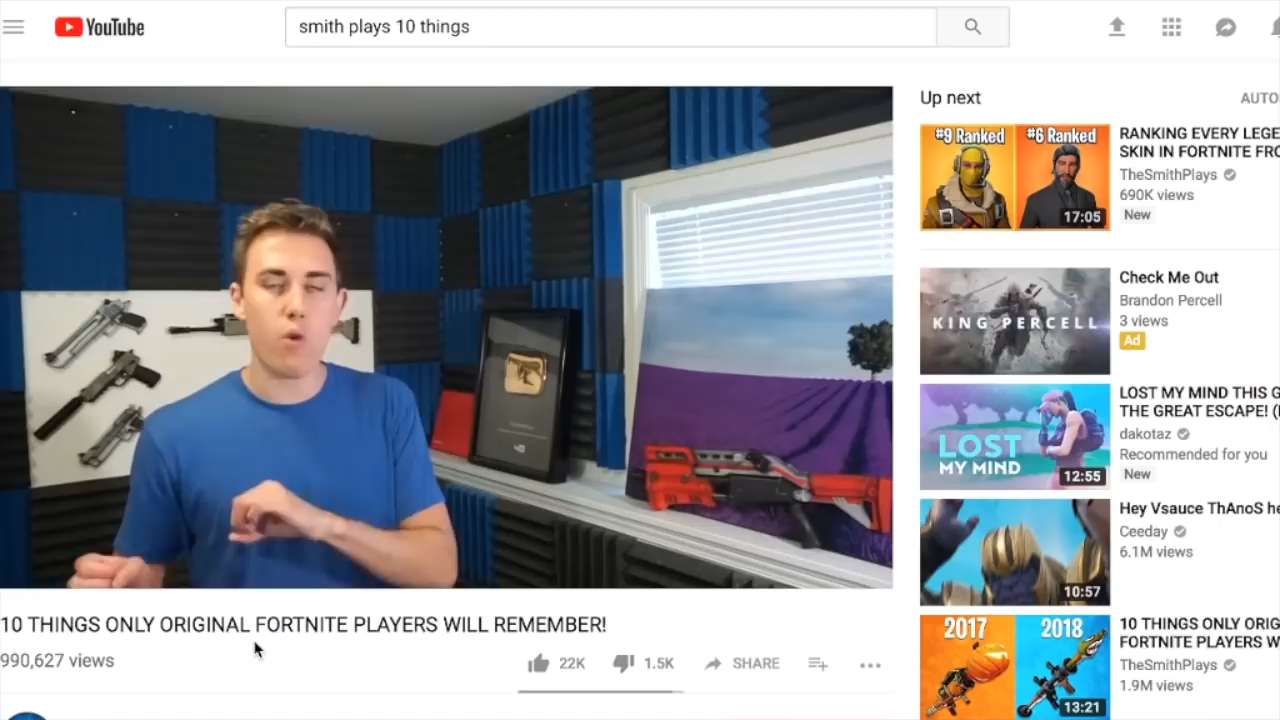 YouTube
smith plays 10 things
Up next
AUTO
#9 Ranked
#6 Ranked
17:05
RANKING EVERY LEGE
SKIN IN FORTNITE FRO
TheSmithPlays
690K views
New
KING PERCELL
Check Me Out
Brandon Percell
3 views
Ad
LOST
MY MIND
12:55
LOST MY MIND THIS G
THE GREAT ESCAPE! (
dakotaz
Recommended for you
New
10:57
Hey Vsauce ThAnoS he
Ceeday
6.1M views
2017
2018
13:21
10 THINGS ONLY ORIG
FORTNITE PLAYERS W
TheSmithPlays
1.9M views
10 THINGS ONLY ORIGINAL FORTNITE PLAYERS WILL REMEMBER!
990,627 views
22K
1.5K
SHARE